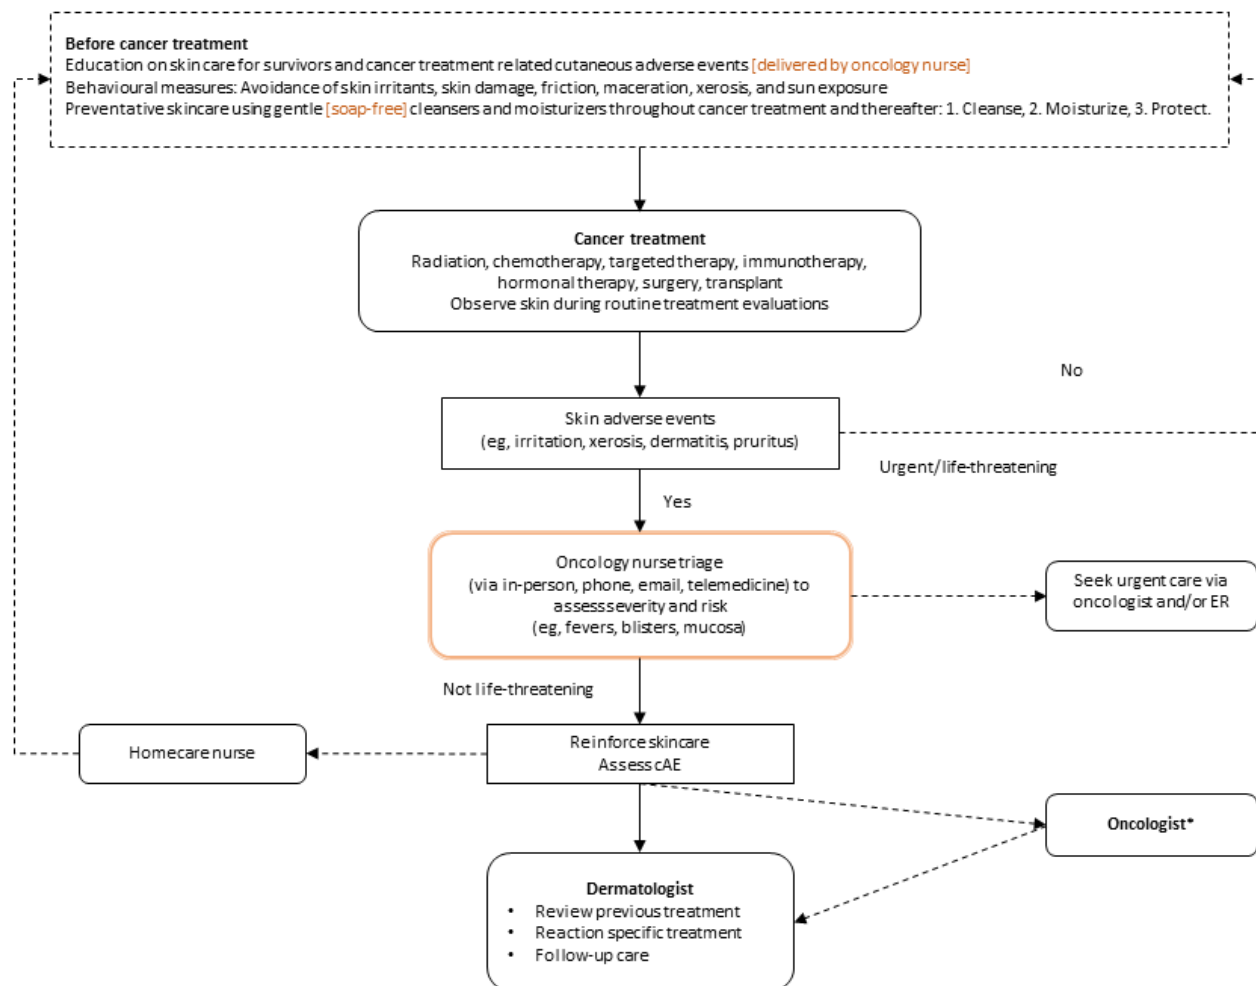 Before cancer treatment
Education on skin care for survivors and cancer treatment related cutaneous adverse events [delivered by oncology nurse]
Behavioural measures: Avoidance of skin irritants, skin damage, friction, maceration, xerosis, and sun exposure
Preventative skincare using gentle [soap-free] cleansers and moisturizers throughout cancer treatment and thereafter: 1. Cleanse, 2. Moisturize, 3. Protect.
Cancer treatment
Radiation, chemotherapy, targeted therapy, immunotherapy,
hormonal therapy, surgery, transplant
Observe skin during routine treatment evaluations
No
Skin adverse events
(eg, irritation, xerosis, dermatitis, pruritus)
Urgent/life-threatening
Yes
Oncology nurse triage
(via in-person, phone, email, telemedicine) to
assess severity and risk
(eg, fevers, blisters, mucosa)
Seek urgent care via
oncologist and/or ER
Not life-threatening
Homecare nurse
Reinforce skincare
Assess cAE
Oncologist*
Dermatologist
• Review previous treatment
• Reaction specific treatment
• Follow-up care